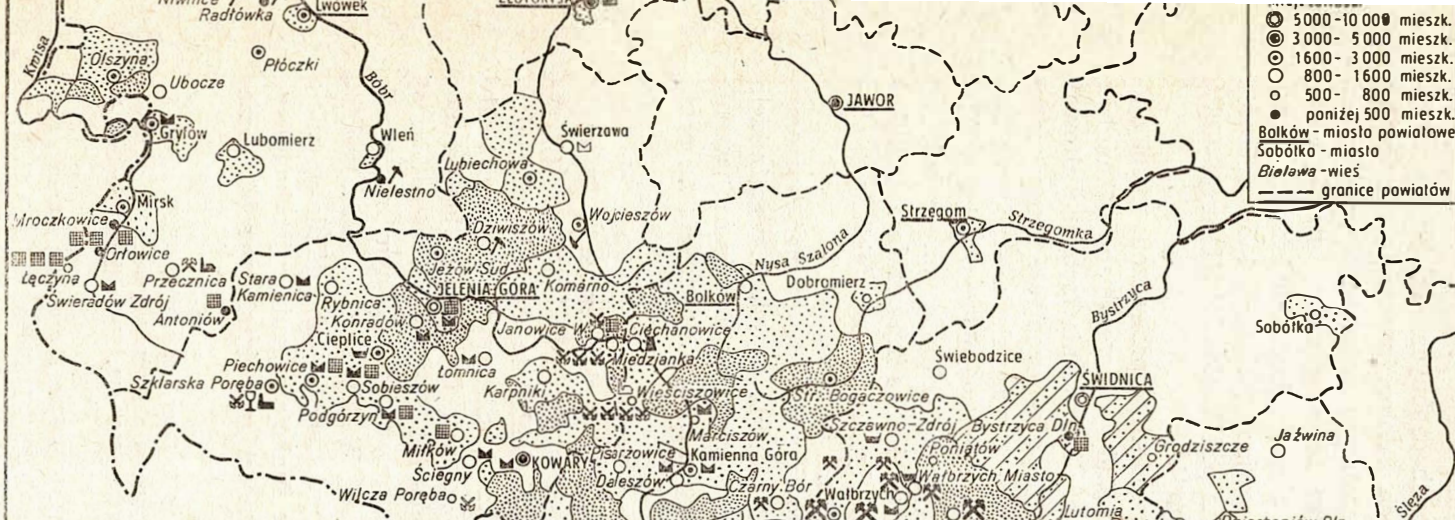 Lwówek
Radłówka
5000-10000 mieszk.
3000- 5000 mieszk.
1600- 3000 mieszk.
800- 1600 mieszk.
500- 800 mieszk.
poniżej 500 mieszk.
Bolków - miasto powiatowe
Sobótka - miasto
Bielawa - wieś
granice powiatów
Kwisa
Olszyna
Płóczki
Ubocze
Bobr
JAWOR
Gryfów
Lubomierz
Wleń
Świerzawa
Lubiechowa
Nielestno
Mirsk
Mroczkowice
Wojcieszów
Strzegom
Strzegomka
Dziwiszów
Orłowice
Łęczyna
Przecznica
Stara
Kamienica
Jeżów Sud.
Nysa Szalona
Świeradów Zdrój
Rybnica
JELENIA GÓRA
Komarno
Bolków
Dobromierz
Antoniów
Konradów
Janowice W.
Ciechanowice
Bystrzyca
Sobótka
Cieplice
Miedzianka
Świebodzice
Piechowice
Łomnica
Szklarska Poręba
Sobieszów
Karpniki
Wieściszowice
Str. Bogaczowice
ŚWIDNICA
Podgórzyn
Marciszów
Szczawno-Zdrój
Bystrzyca Dln.
Miłków
Pisarzowice
Kamienna Góra
Poniatów
Grodziszcze
Jaźwina
Ściegny
KOWARY
Daleszów
Czarny Bór
Wałbrzych Miasto
Wilcza Poręba
Wałbrzych
Lutomia
Ślęza